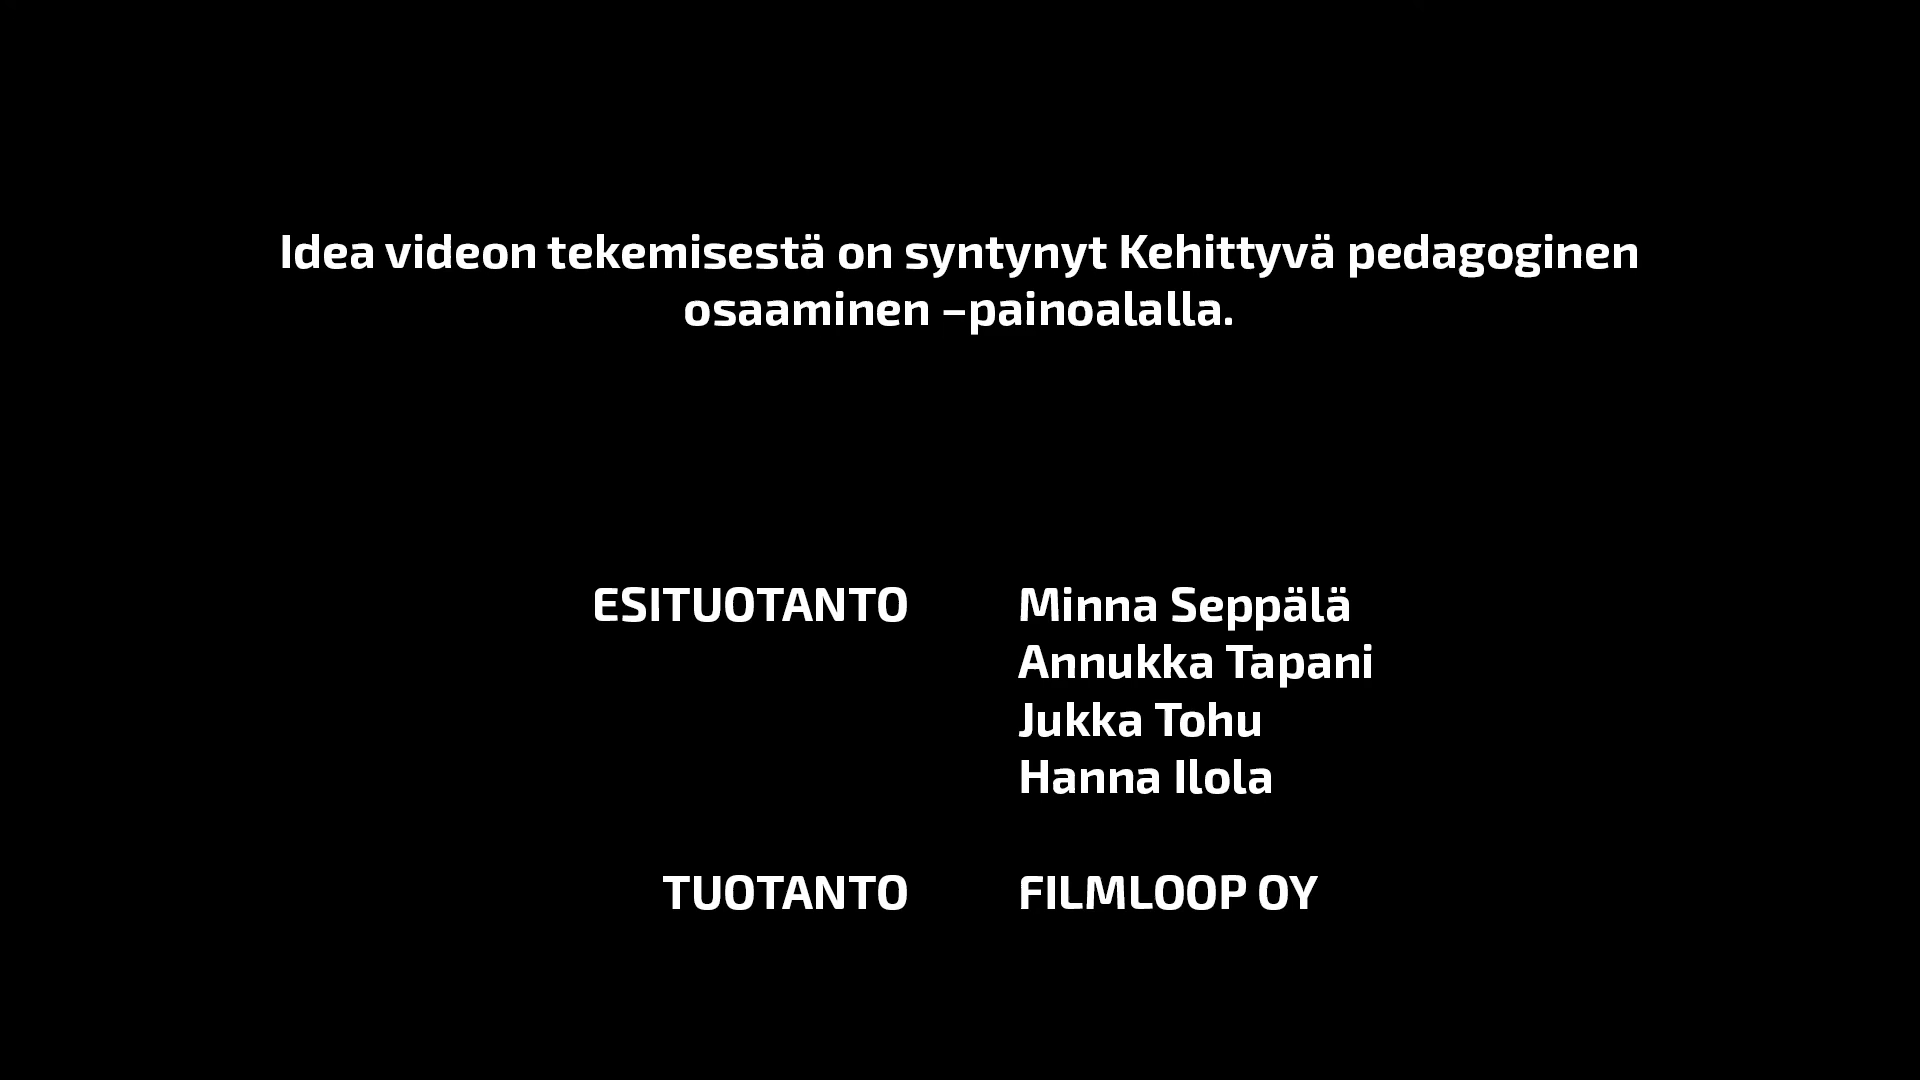 Idea videon tekemisestä on syntynyt Kehittyvä pedagoginen
osaaminen –painoalalla.
ESITUOTANTO Minna Seppälä
Annukka Tapani
Jukka Tohu
Hanna Ilola
TUOTANTO FILMLOOP OY